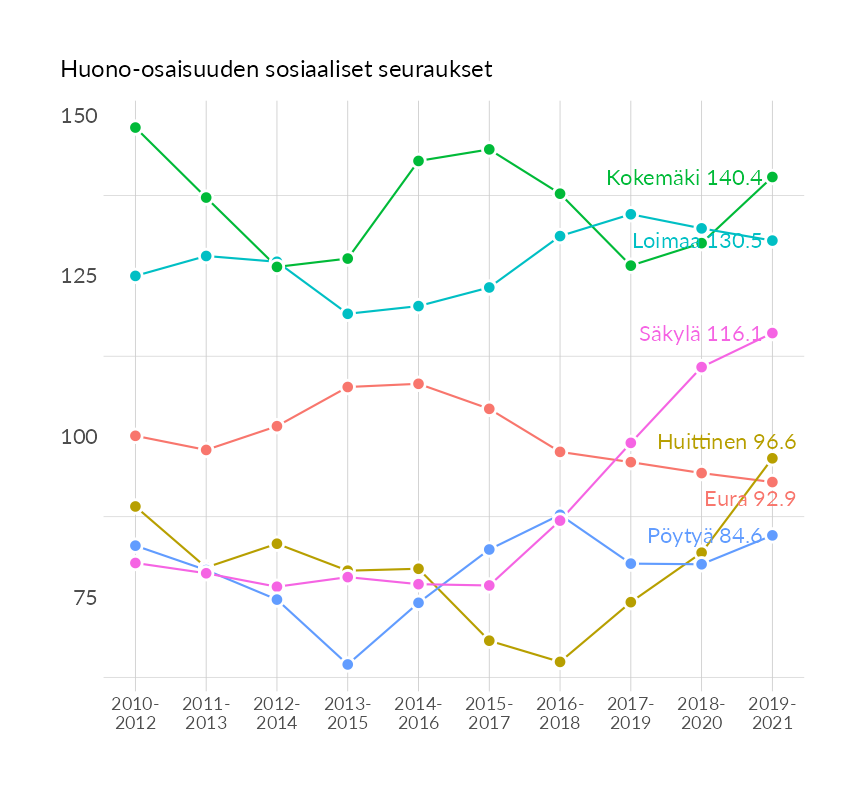 Huono-osaisuuden sosiaaliset seuraukset
150
125
100
75
Kokemäki 140.4
Loimaa 130.5
Säkylä 116.1
Huittinen 96.6
Eura 92.9
Pöytyä 84.6
2010- 2011- 2012- 2013- 2014- 2015- 2016- 2017- 2018- 2019-
2012 2013 2014 2015 2016 2017 2018 2019 2020 2021